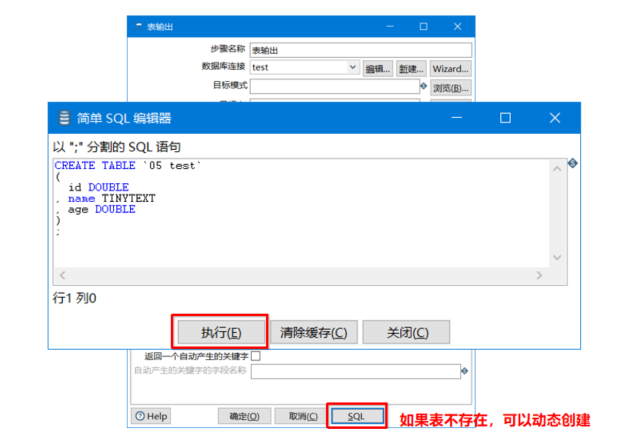 表输出
步骤名称 表输出
数据库连接 test 编辑... 新建... Wizard...
目标模式 浏览(B)...
简单 SQL 编辑器
以 ";" 分割的 SQL 语句
CREATE TABLE `05 test`
(
id DOUBLE
, name TINYTEXT
, age DOUBLE
)
;
行1 列0
执行(E) 清除缓存(C) 关闭(C)
返回一个自动产生的关键字
自动产生的关键字的字段名称
Help 确定(O) 取消(C) SQL
如果表不存在，可以动态创建